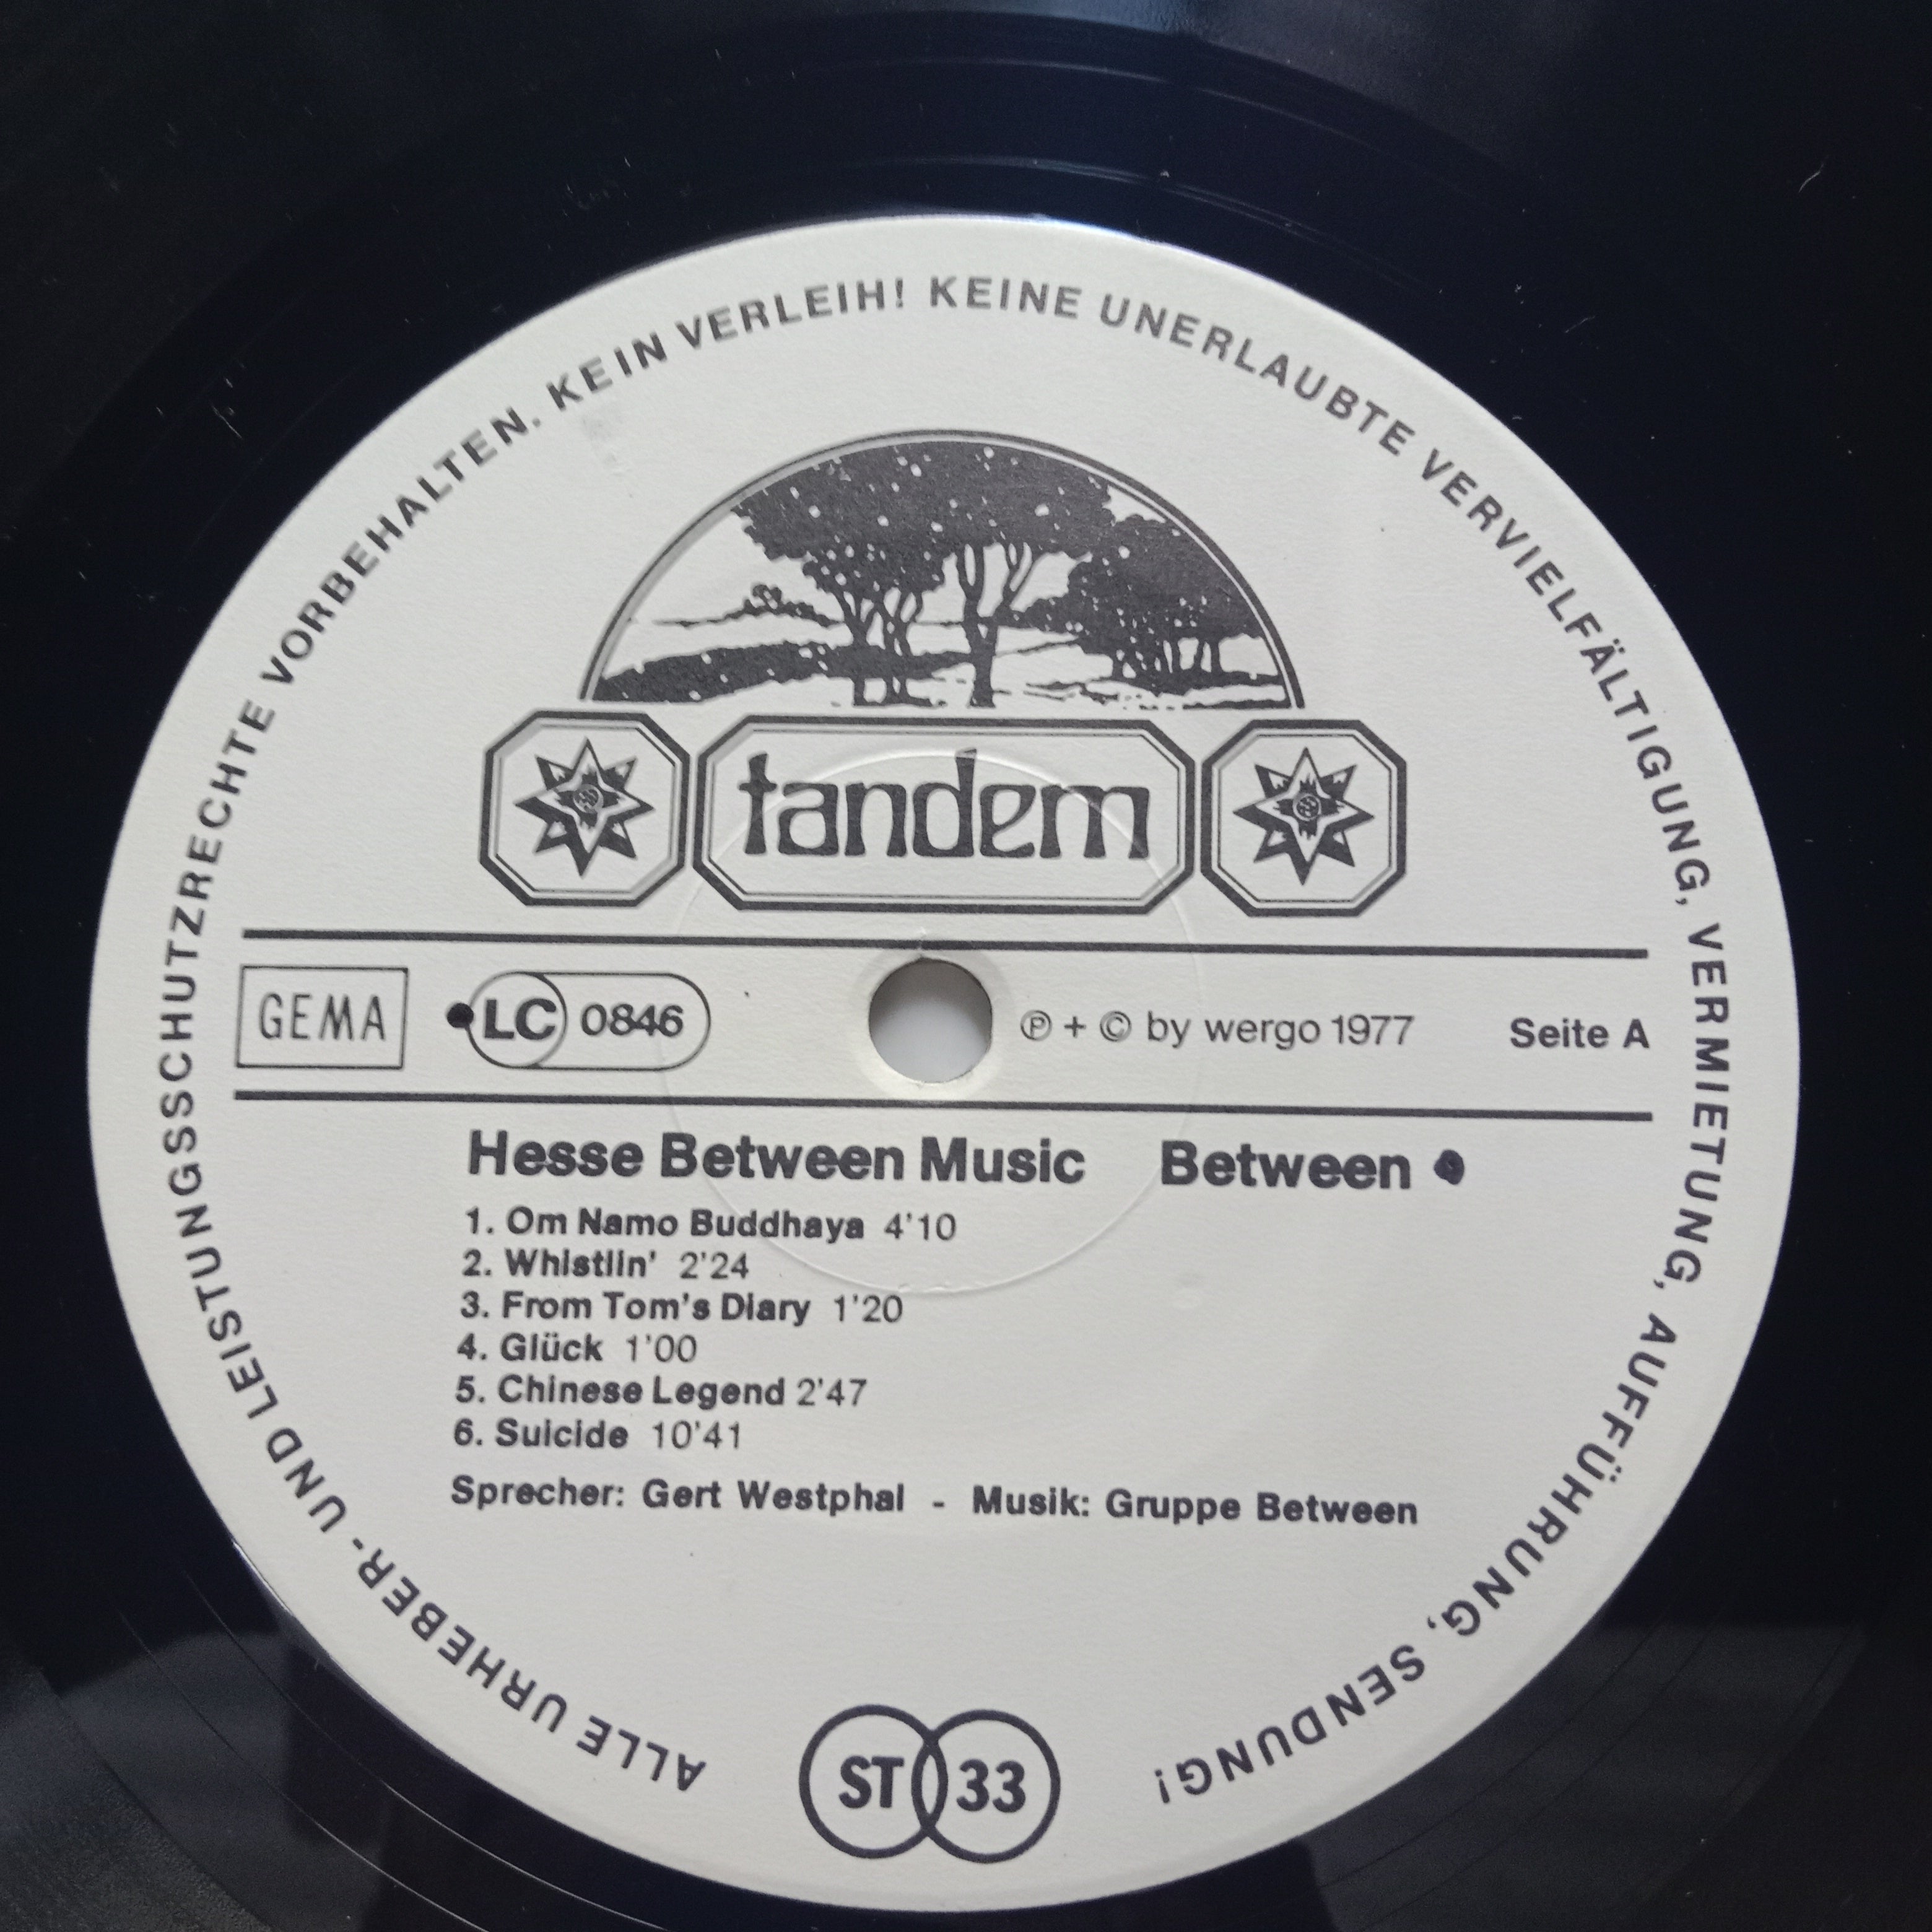 ALLE URHEBER- UND LEISTUNGSSCHUTZRECHTE VORBEHALTEN. KEIN VERLEIH! KEINE UNERLAUBTE VERVIELFÄLTIGUNG, VERMIETUNG, AUFFÜHRUNG, SENDUNG!
tandem
GEMA LC 0846 ℗ + © by wergo 1977 Seite A
Hesse Between Music Between
1. Om Namo Buddhaya 4'10
2. Whistlin' 2'24
3. From Tom's Diary 1'20
4. Glück 1'00
5. Chinese Legend 2'47
6. Suicide 10'41
Sprecher: Gert Westphal - Musik: Gruppe Between
ST 33